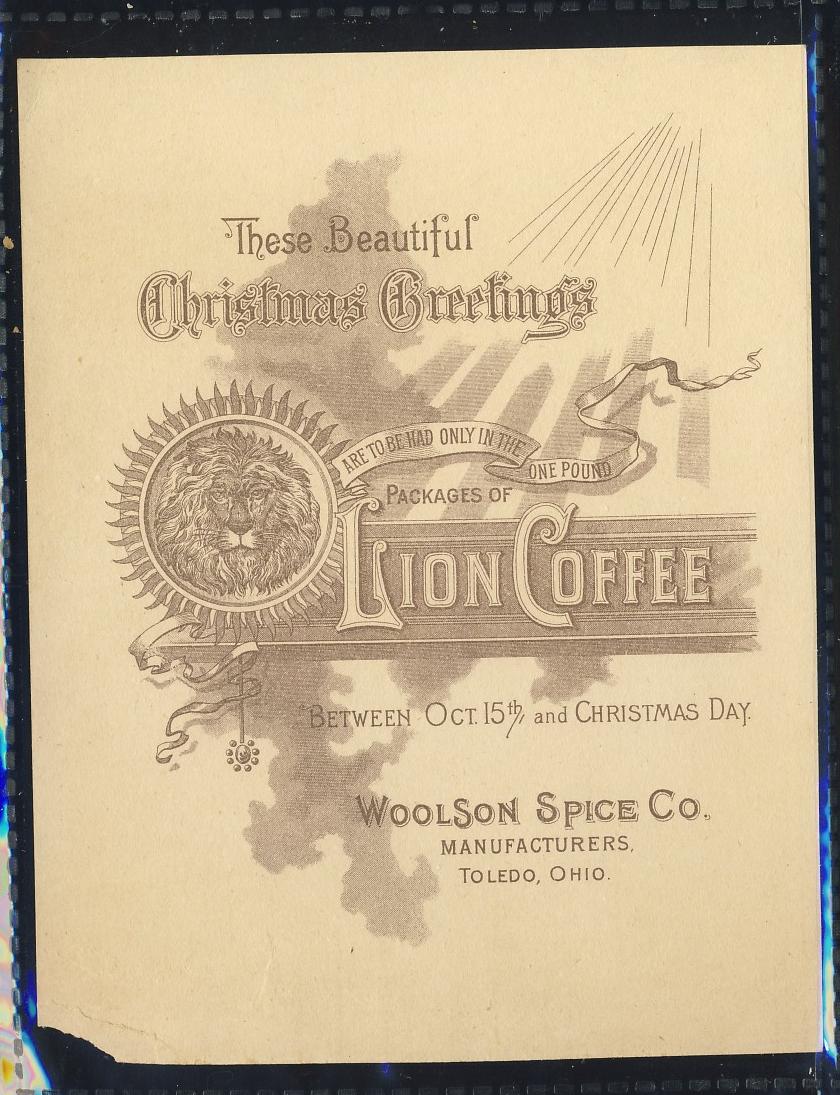 These Beautiful
Christmas Greetings
ARE TO BE HAD ONLY IN THE
ONE POUND
PACKAGES OF
LION COFFEE
BETWEEN OCT. 15th, and CHRISTMAS DAY.
WOOLSON SPICE CO.
MANUFACTURERS,
TOLEDO, OHIO.